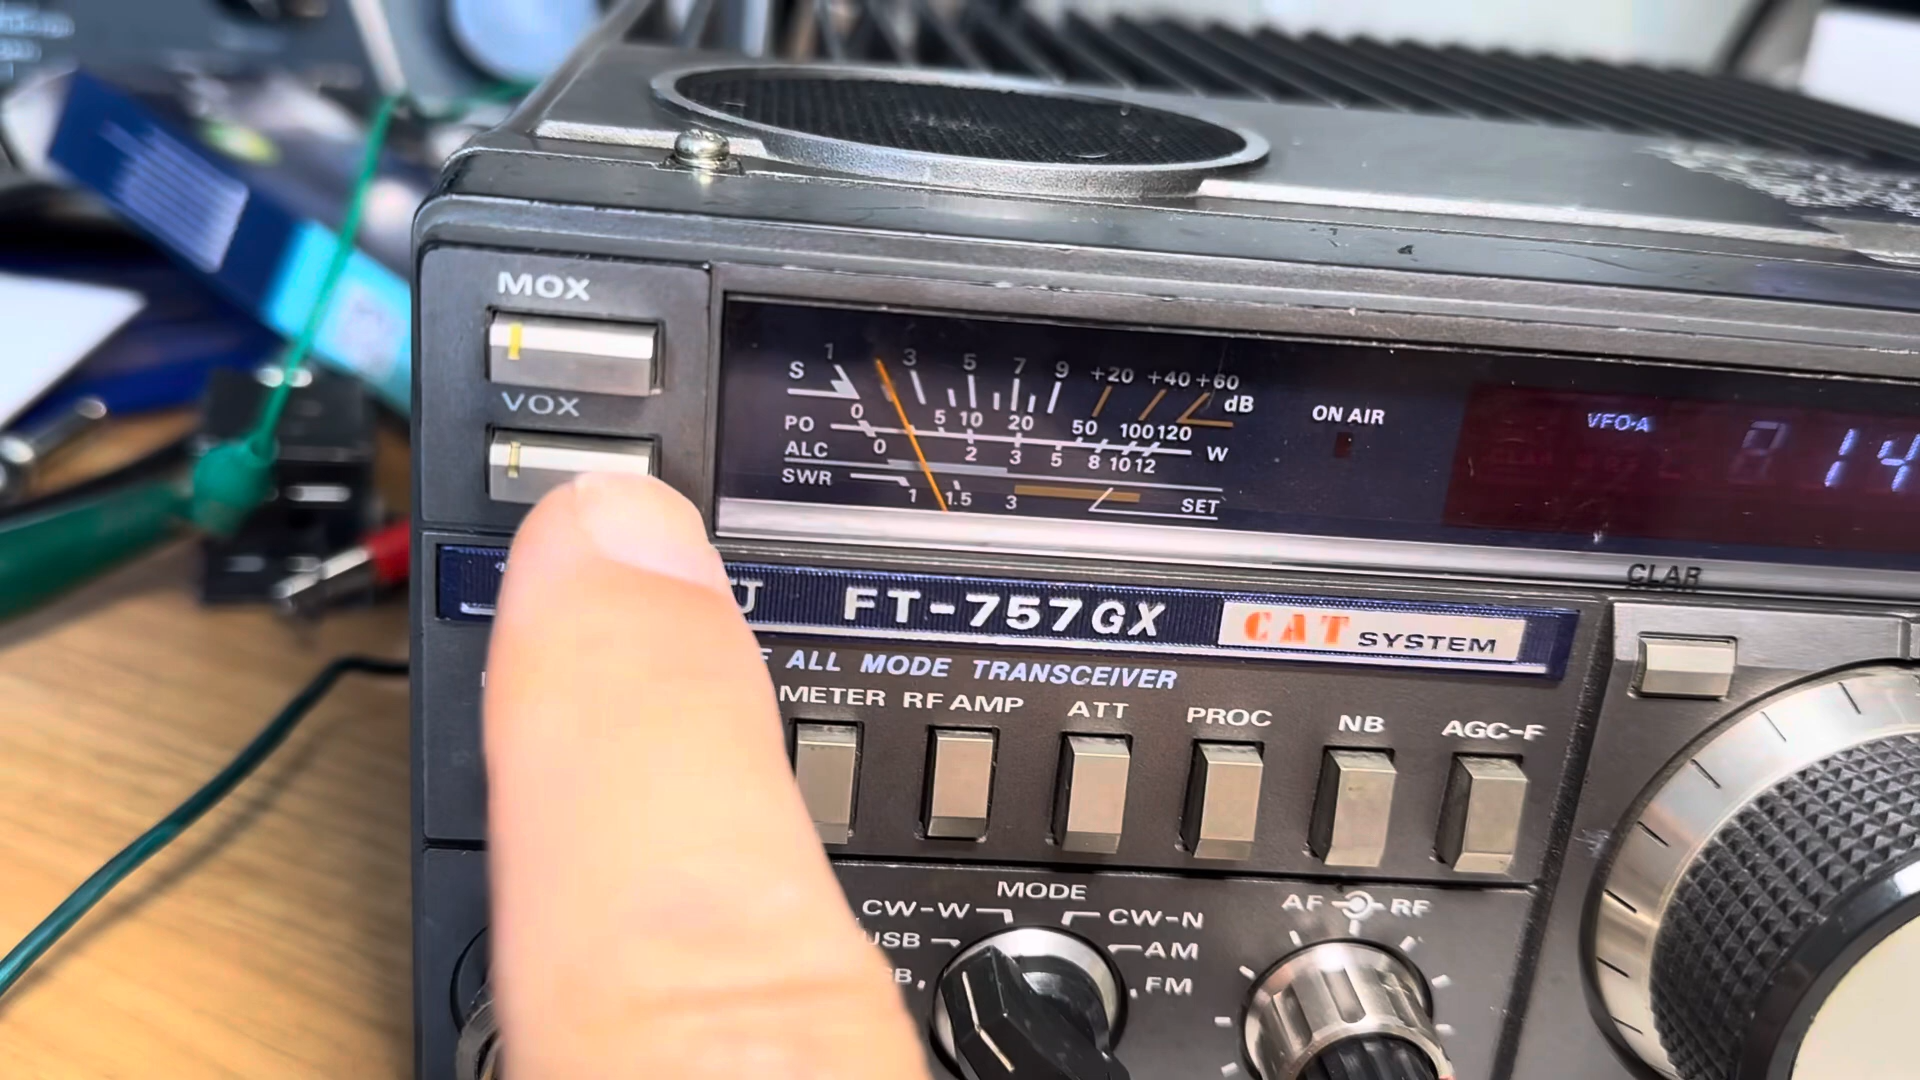 MOX
VOX
S 1 3 5 7 9 +20 +40 +60 dB
PO 0 5 10 20 50 100 120 W
ALC 0 2 3 5 8 10 12
SWR 1 1.5 3 SET
ON AIR
VFO-A
14
CLAR
FT-757GX
CAT SYSTEM
ALL MODE TRANSCEIVER
METER RF AMP ATT PROC NB AGC-F
MODE
CW-W CW-N
USB AM
FM
AF RF